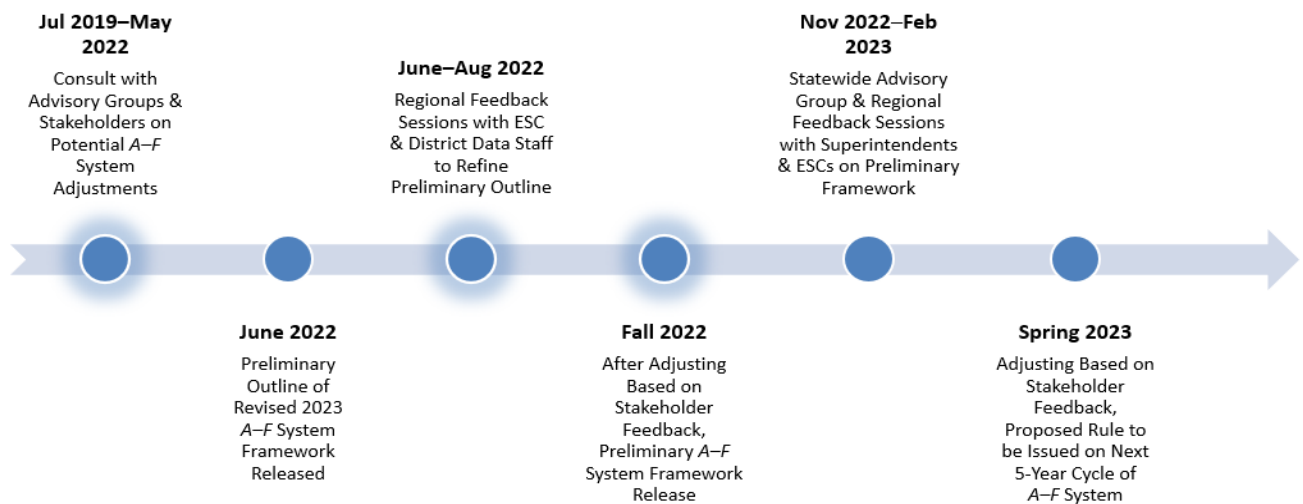 Jul 2019–May
2022
Consult with
Advisory Groups &
Stakeholders on
Potential A–F
System
Adjustments
June 2022
Preliminary
Outline of
Revised 2023
A–F System
Framework
Released
June–Aug 2022
Regional Feedback
Sessions with ESC
& District Data Staff
to Refine
Preliminary Outline
Fall 2022
After Adjusting
Based on
Stakeholder
Feedback,
Preliminary A–F
System Framework
Release
Nov 2022–Feb
2023
Statewide Advisory
Group & Regional
Feedback Sessions
with Superintendents
& ESCs on Preliminary
Framework
Spring 2023
Adjusting Based on
Stakeholder
Feedback,
Proposed Rule to
be Issued on Next
5-Year Cycle of
A–F System